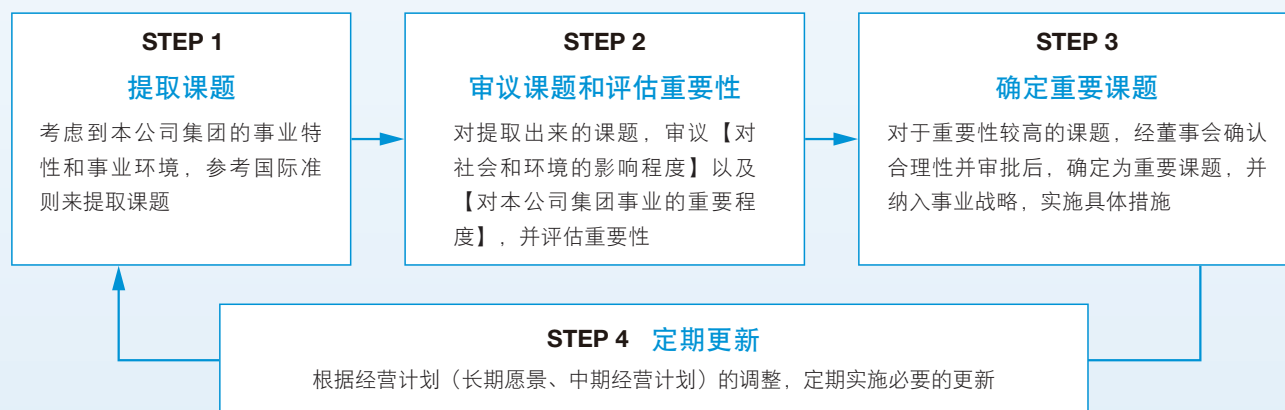 STEP 1
提取课题
考虑到本公司集团的事业特
性和事业环境，参考国际准
则来提取课题
STEP 2
审议课题和评估重要性
对提取出来的课题，审议【对
社会和环境的影响程度】以及
【对本公司集团事业的重要程
度】，并评估重要性
STEP 3
确定重要课题
对于重要性较高的课题，经董事会确认
合理性并审批后，确定为重要课题，并
纳入事业战略，实施具体措施
STEP 4 定期更新
根据经营计划（长期愿景、中期经营计划）的调整，定期实施必要的更新